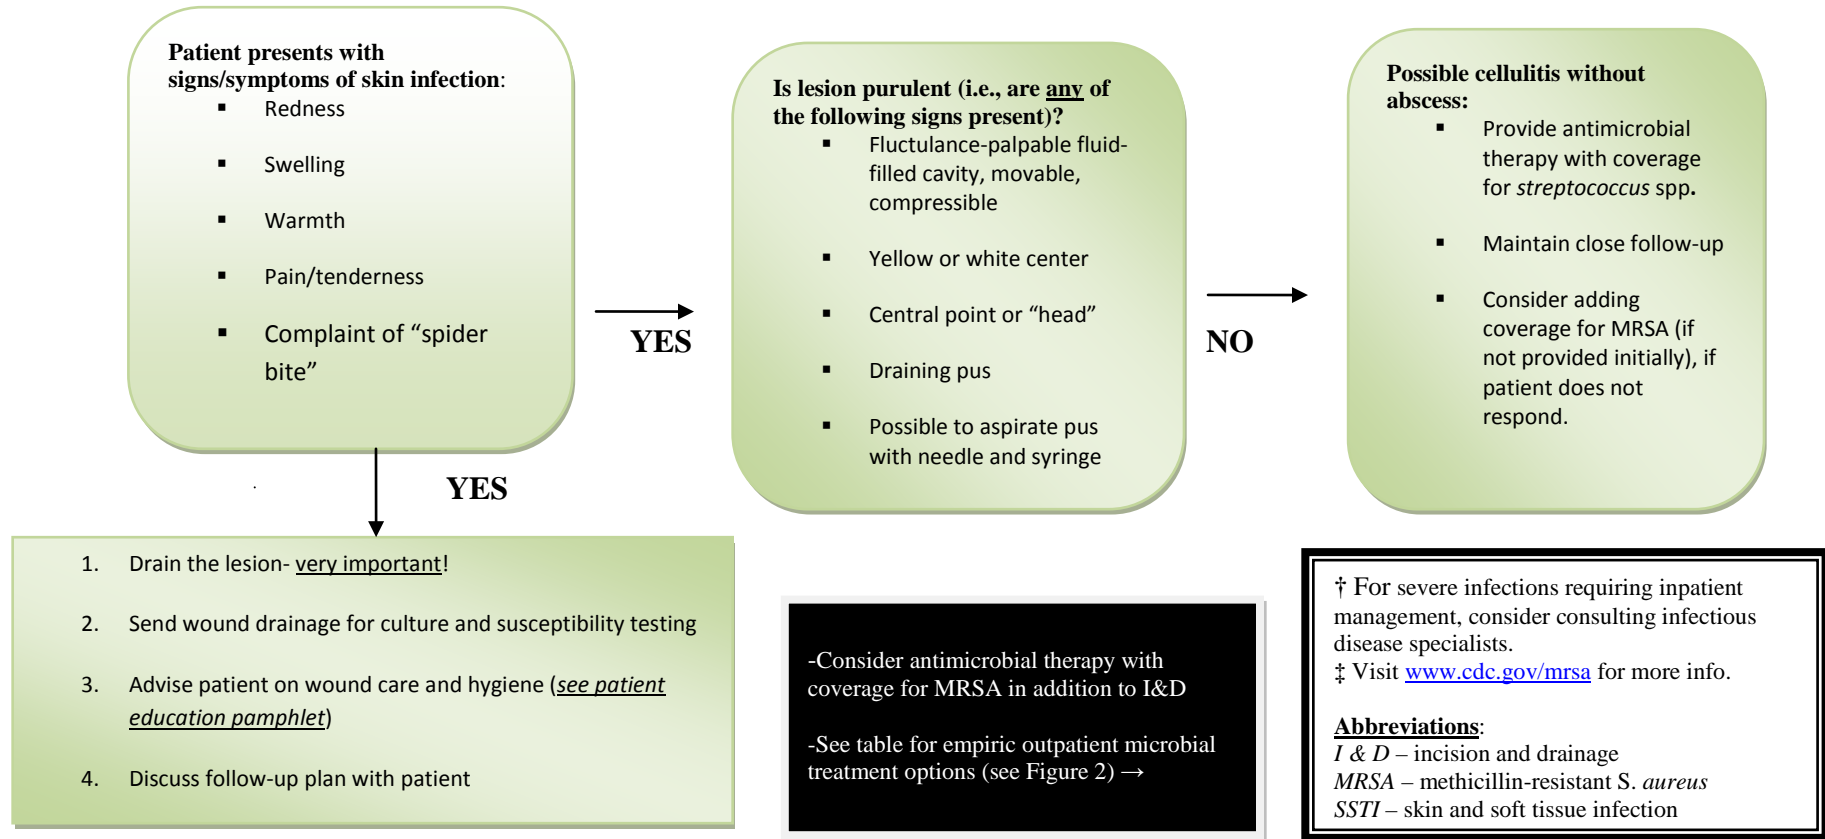 Patient presents with
signs/symptoms of skin infection:
▪ Redness
▪ Swelling
▪ Warmth
▪ Pain/tenderness
▪ Complaint of “spider
bite”
YES
Is lesion purulent (i.e., are any of
the following signs present)?
▪ Fluctulance-palpable fluid-
filled cavity, movable,
compressible
▪ Yellow or white center
▪ Central point or “head”
▪ Draining pus
▪ Possible to aspirate pus
with needle and syringe
NO
Possible cellulitis without
abscess:
▪ Provide antimicrobial
therapy with coverage
for streptococcus spp.
▪ Maintain close follow-up
▪ Consider adding
coverage for MRSA (if
not provided initially), if
patient does not
respond.
YES
1. Drain the lesion- very important!
2. Send wound drainage for culture and susceptibility testing
3. Advise patient on wound care and hygiene (see patient
education pamphlet)
4. Discuss follow-up plan with patient
-Consider antimicrobial therapy with
coverage for MRSA in addition to I&D
-See table for empiric outpatient microbial
treatment options (see Figure 2) →
† For severe infections requiring inpatient
management, consider consulting infectious
disease specialists.
‡ Visit www.cdc.gov/mrsa for more info.
Abbreviations:
I & D – incision and drainage
MRSA – methicillin-resistant S. aureus
SSTI – skin and soft tissue infection